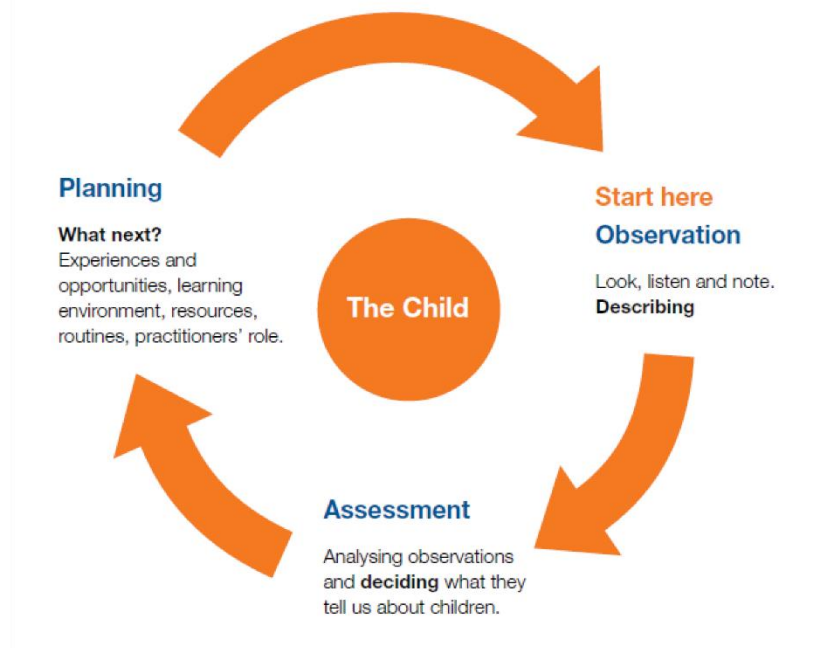 Planning
What next?
Experiences and
opportunities, learning
environment, resources,
routines, practitioners’ role.
The Child
Start here
Observation
Look, listen and note.
Describing
Assessment
Analysing observations
and deciding what they
tell us about children.